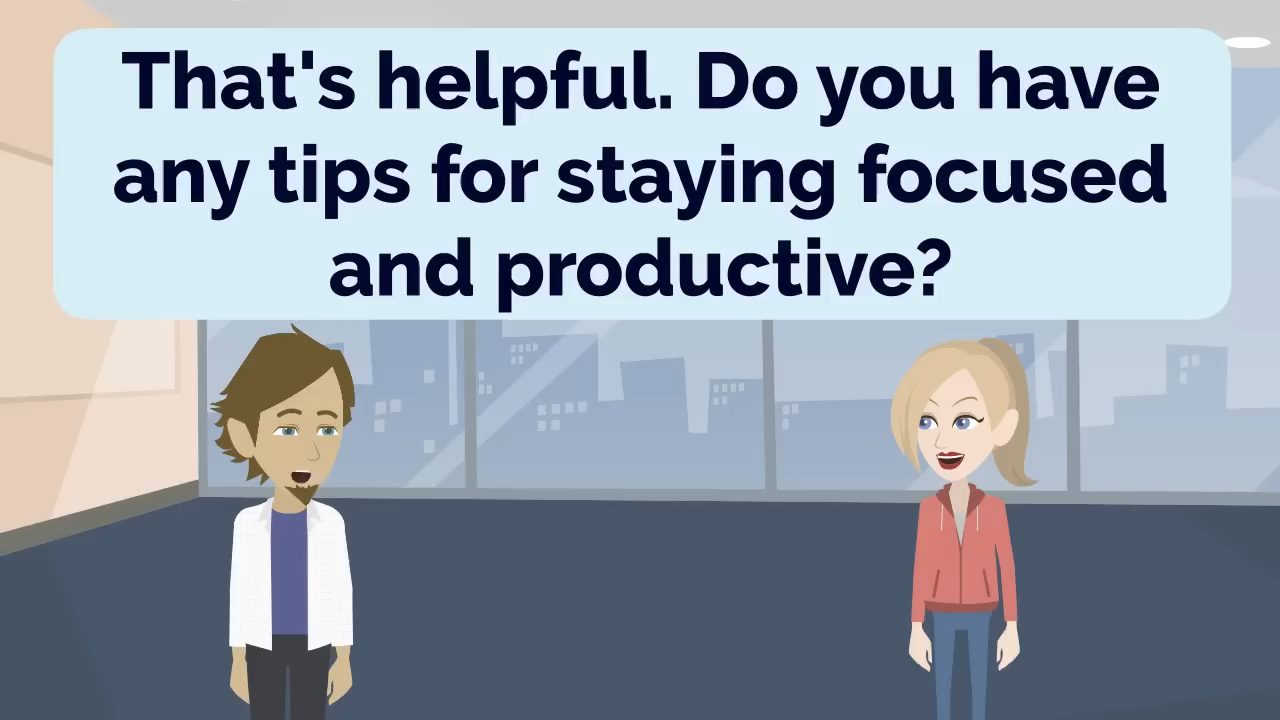 That's helpful. Do you have
any tips for staying focused
and productive?